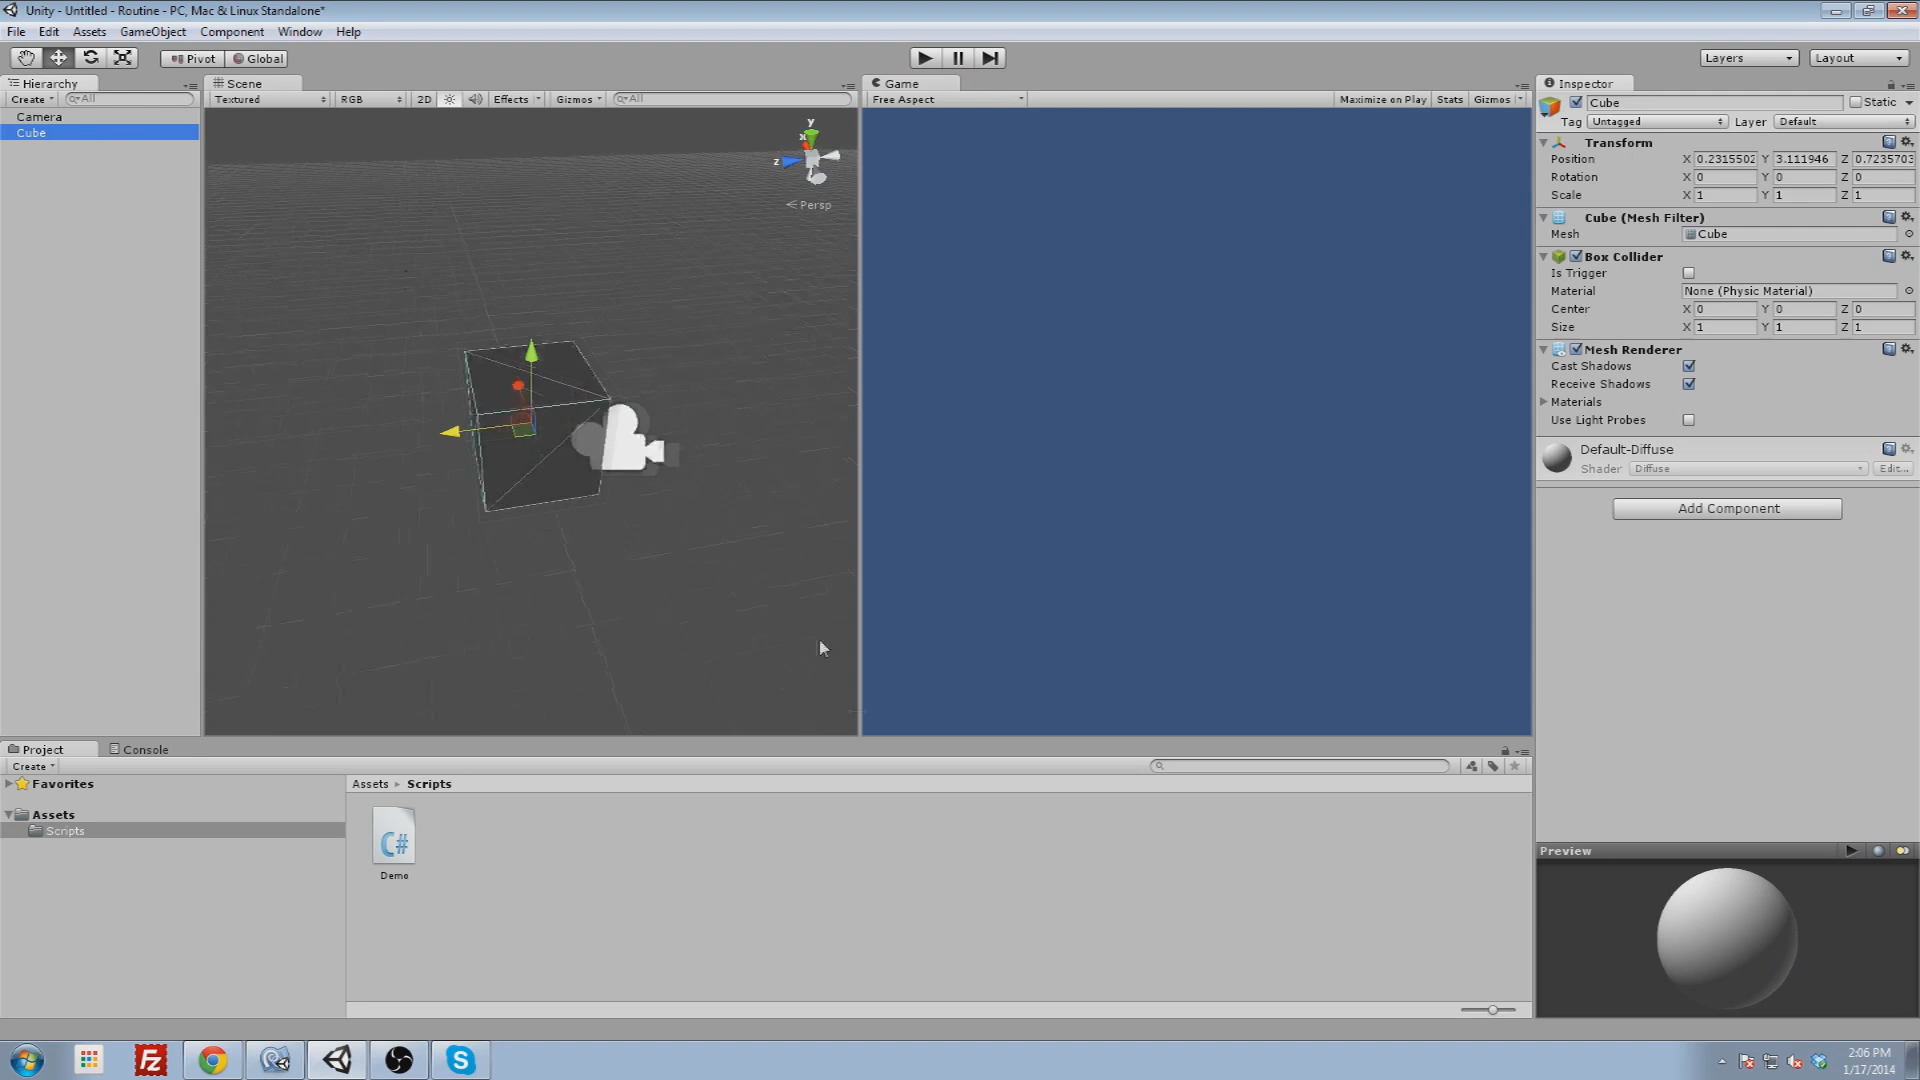 Unity - Untitled - Routine - PC, Mac & Linux Standalone*
File Edit Assets GameObject Component Window Help
Pivot Global Layers Layout
Hierarchy
Create All
Camera
Cube
Scene
Textured RGB 2D Effects Gizmos All
y
x
z
Persp
Game
Free Aspect Maximize on Play Stats Gizmos
Inspector
Cube Static
Tag Untagged Layer Default
Transform
Position X 0.2315502 Y 3.111946 Z 0.7235703
Rotation X 0 Y 0 Z 0
Scale X 1 Y 1 Z 1
Cube (Mesh Filter)
Mesh Cube
Box Collider
Is Trigger
Material None (Physic Material)
Center X 0 Y 0 Z 0
Size X 1 Y 1 Z 1
Mesh Renderer
Cast Shadows
Receive Shadows
Materials
Use Light Probes
Default-Diffuse
Shader Diffuse Edit...
Add Component
Preview
Project Console
Create
Favorites
Assets
Scripts
Assets Scripts
C#
Demo
Fz
S
2:06 PM
1/17/2014